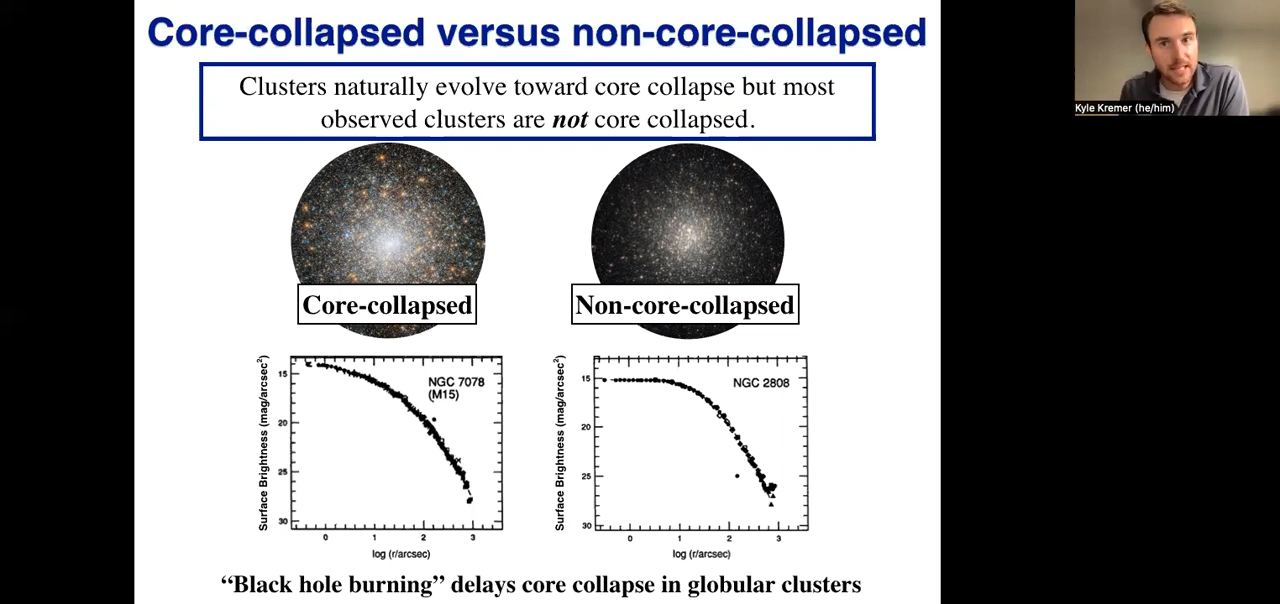 Core-collapsed versus non-core-collapsed
Clusters naturally evolve toward core collapse but most
observed clusters are not core collapsed.
Core-collapsed
Non-core-collapsed
Surface Brightness (mag/arcsec²)
15
20
25
30
NGC 7078
(M15)
0 1 2 3
log (r/arcsec)
Surface Brightness (mag/arcsec²)
15
20
25
30
NGC 2808
0 1 2 3
log (r/arcsec)
“Black hole burning” delays core collapse in globular clusters
Kyle Kremer (he/him)